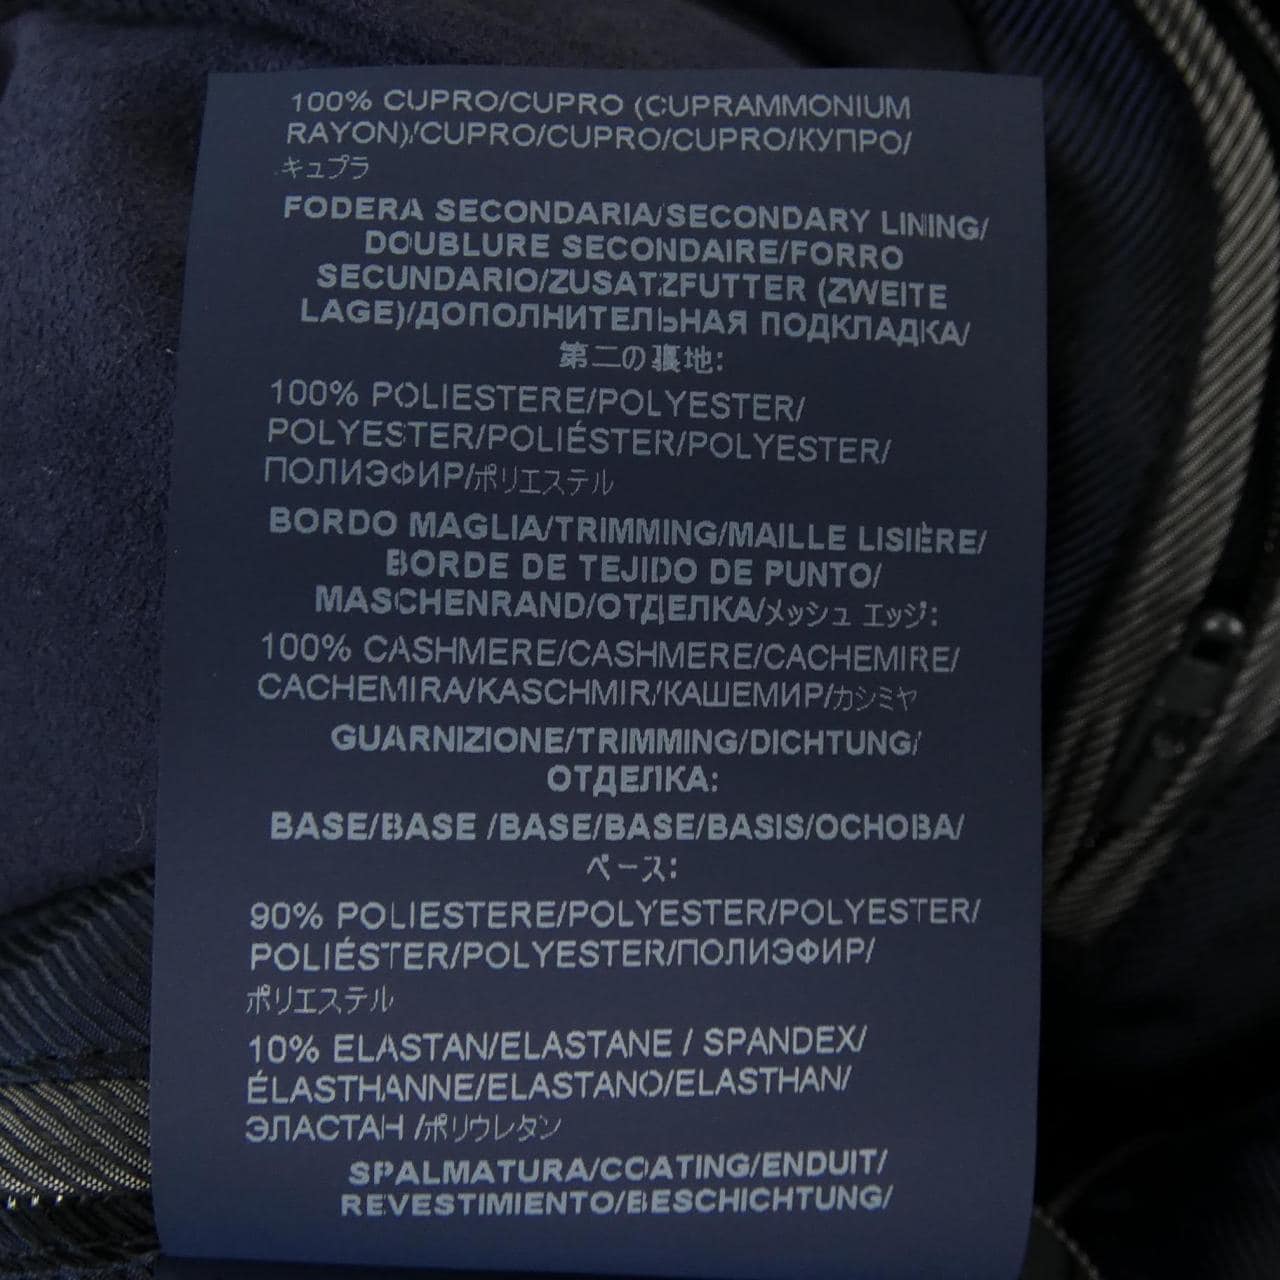 100% CUPRO/CUPRO (CUPRAMMONIUM
RAYON)/CUPRO/CUPRO/CUPRO/КУПРО/
キュプラ
FODERA SECONDARIA/SECONDARY LINING/
DOUBLURE SECONDAIRE/FORRO
SECUNDARIO/ZUSATZFUTTER (ZWEITE
LAGE)/ДОПОЛНИТЕЛЬНАЯ ПОДКЛАДКА/
第二の裏地:
100% POLIESTERE/POLYESTER/
POLYESTER/POLIÉSTER/POLYESTER/
ПОЛИЭФИР/ポリエステル
BORDO MAGLIA/TRIMMING/MAILLE LISIÈRE/
BORDE DE TEJIDO DE PUNTO/
MASCHENRAND/ОТДЕЛКА/メッシュ エッジ:
100% CASHMERE/CASHMERE/CACHEMIRE/
CACHEMIRA/KASCHMIR/КАШЕМИР/カシミヤ
GUARNIZIONE/TRIMMING/DICHTUNG/
ОТДЕЛКА:
BASE/BASE /BASE/BASE/BASIS/ОСНОВА/
ベース:
90% POLIESTERE/POLYESTER/POLYESTER/
POLIÉSTER/POLYESTER/ПОЛИЭФИР/
ポリエステル
10% ELASTAN/ELASTANE / SPANDEX/
ÉLASTHANNE/ELASTANO/ELASTHAN/
ЭЛАСТАН /ポリウレタン
SPALMATURA/COATING/ENDUIT/
REVESTIMIENTO/BESCHICHTUNG/